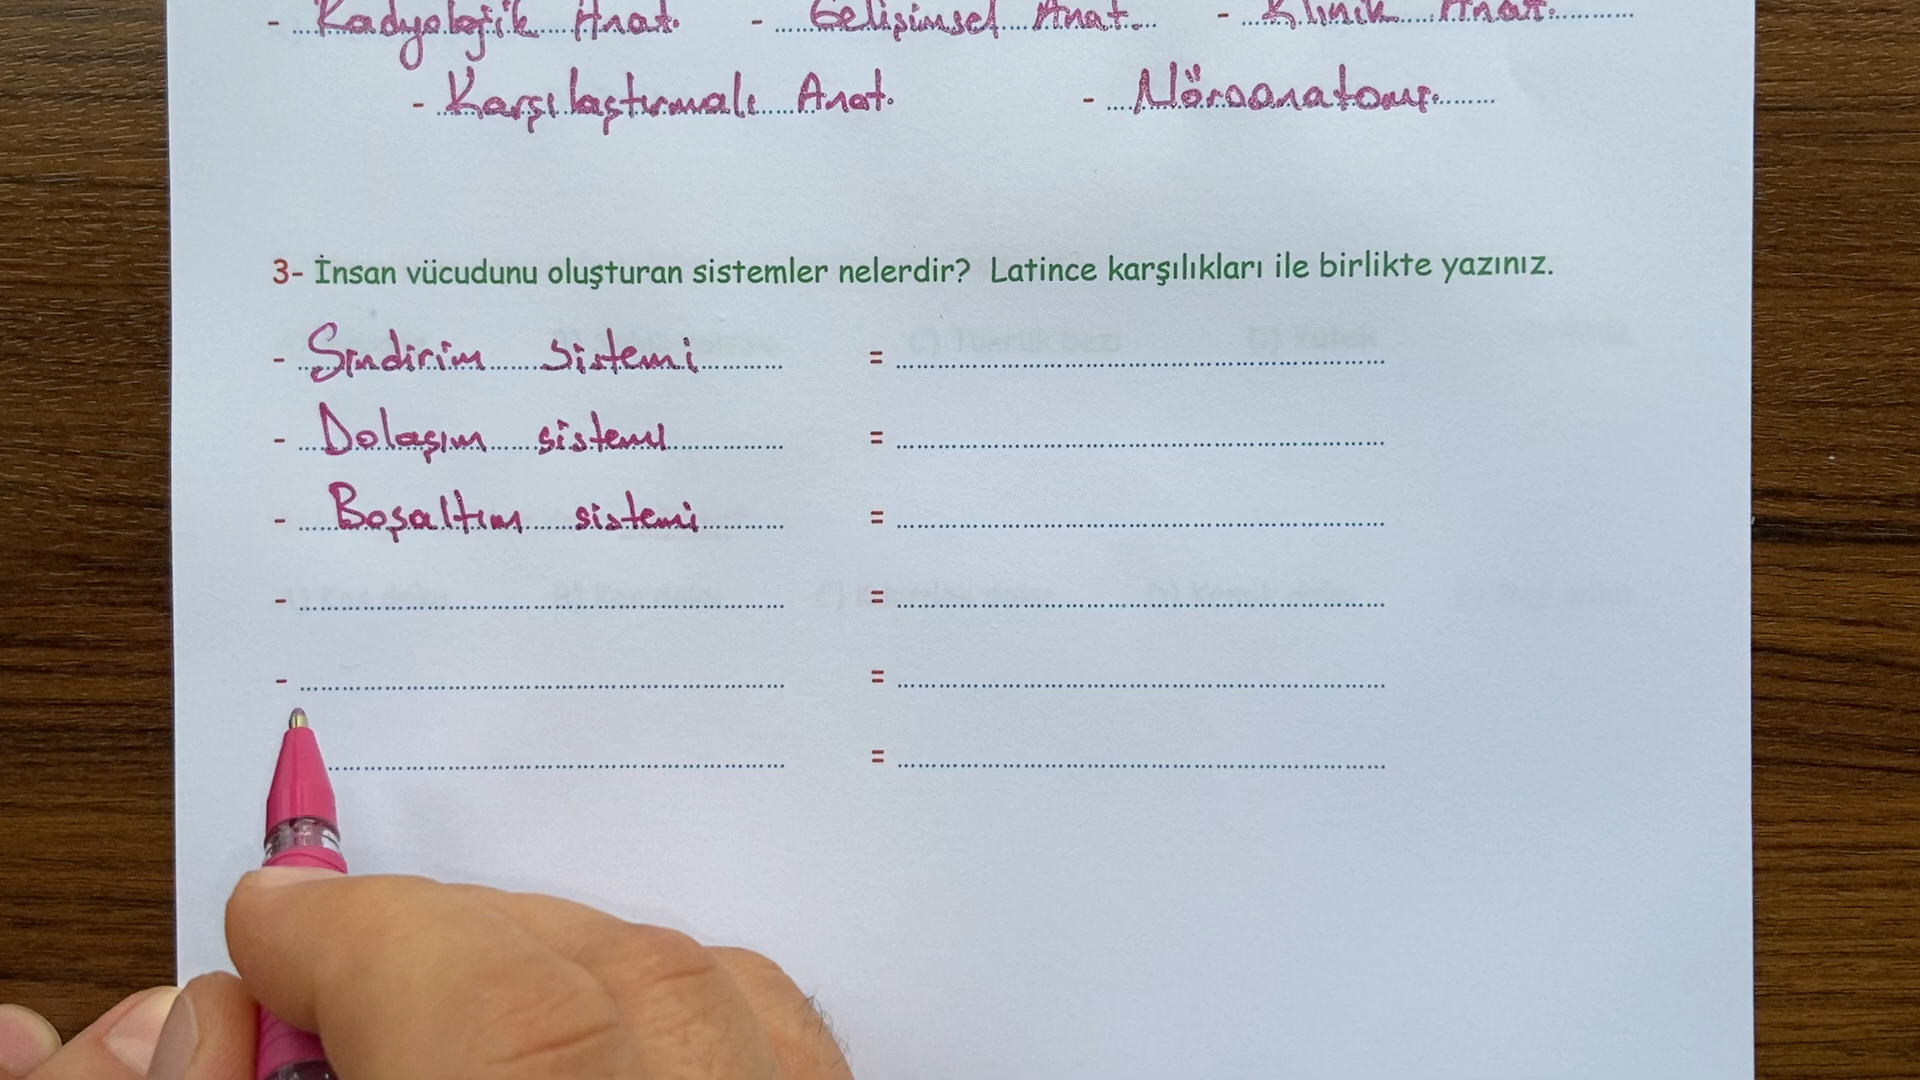 - Radyolojik Anat. - Gelişimsel Anat. - Klinik Anat.
- Karşılaştırmalı Anat. - Nöroanatomi
3- İnsan vücudunu oluşturan sistemler nelerdir? Latince karşılıkları ile birlikte yazınız.
- Sindirim sistemi =
- Dolaşım sistemi =
- Boşaltım sistemi =
- =
- =
=